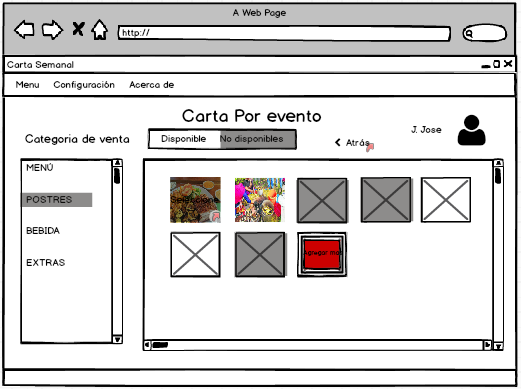 A Web Page
http://
Carta Semanal
Menu Configuración Acerca de
Carta Por evento
J. Jose
Categoria de venta
Disponible No disponibles
< Atrás
MENÚ
POSTRES
BEBIDA
EXTRAS
Seleccione
Agregar mas